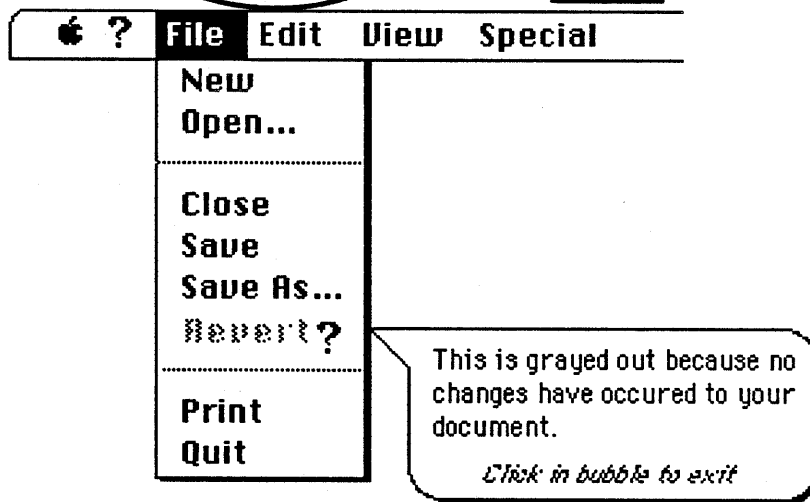 ? File Edit View Special
New
Open...
Close
Save
Save As...
Revert?
Print
Quit
This is grayed out because no
changes have occured to your
document.
Click in bubble to exit